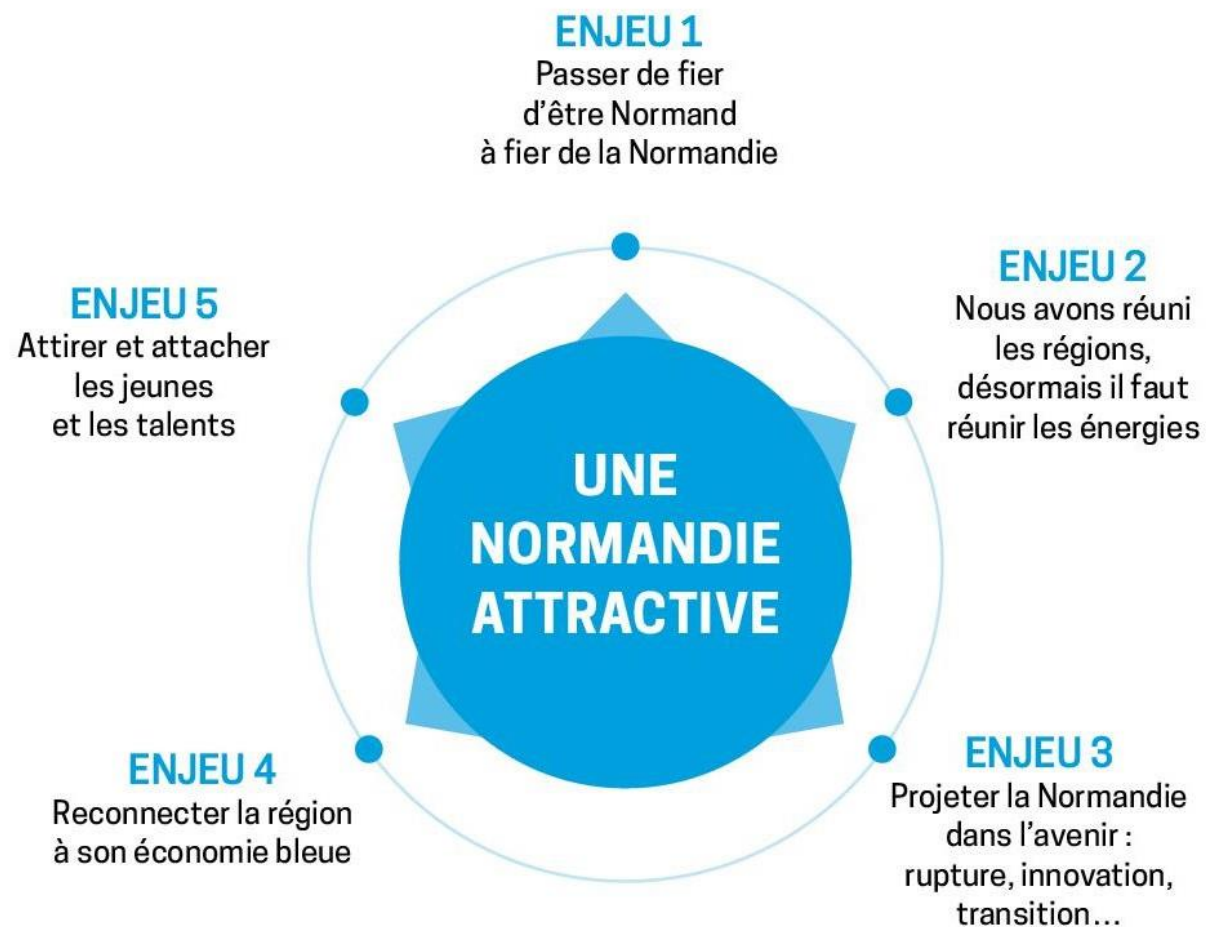 ENJEU 1
Passer de fier
d'être Normand
à fier de la Normandie
ENJEU 2
Nous avons réuni
les régions,
désormais il faut
réunir les énergies
ENJEU 3
Projeter la Normandie
dans l'avenir :
rupture, innovation,
transition…
ENJEU 4
Reconnecter la région
à son économie bleue
ENJEU 5
Attirer et attacher
les jeunes
et les talents
UNE
NORMANDIE
ATTRACTIVE